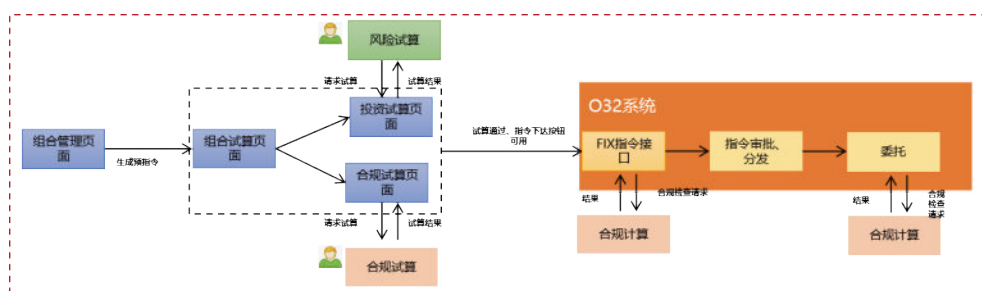 风险试算
请求试算
试算结果
组合管理页
面
生成预指令
组合试算页面
投资试算页
面
合规试算页
面
请求试算
试算结果
合规试算
试算通过、指令下达按钮
可用
O32系统
FIX指令接
口
指令审批、
分发
委托
结果
合规检查请求
合规计算
结果
合规
检查
请求
合规计算